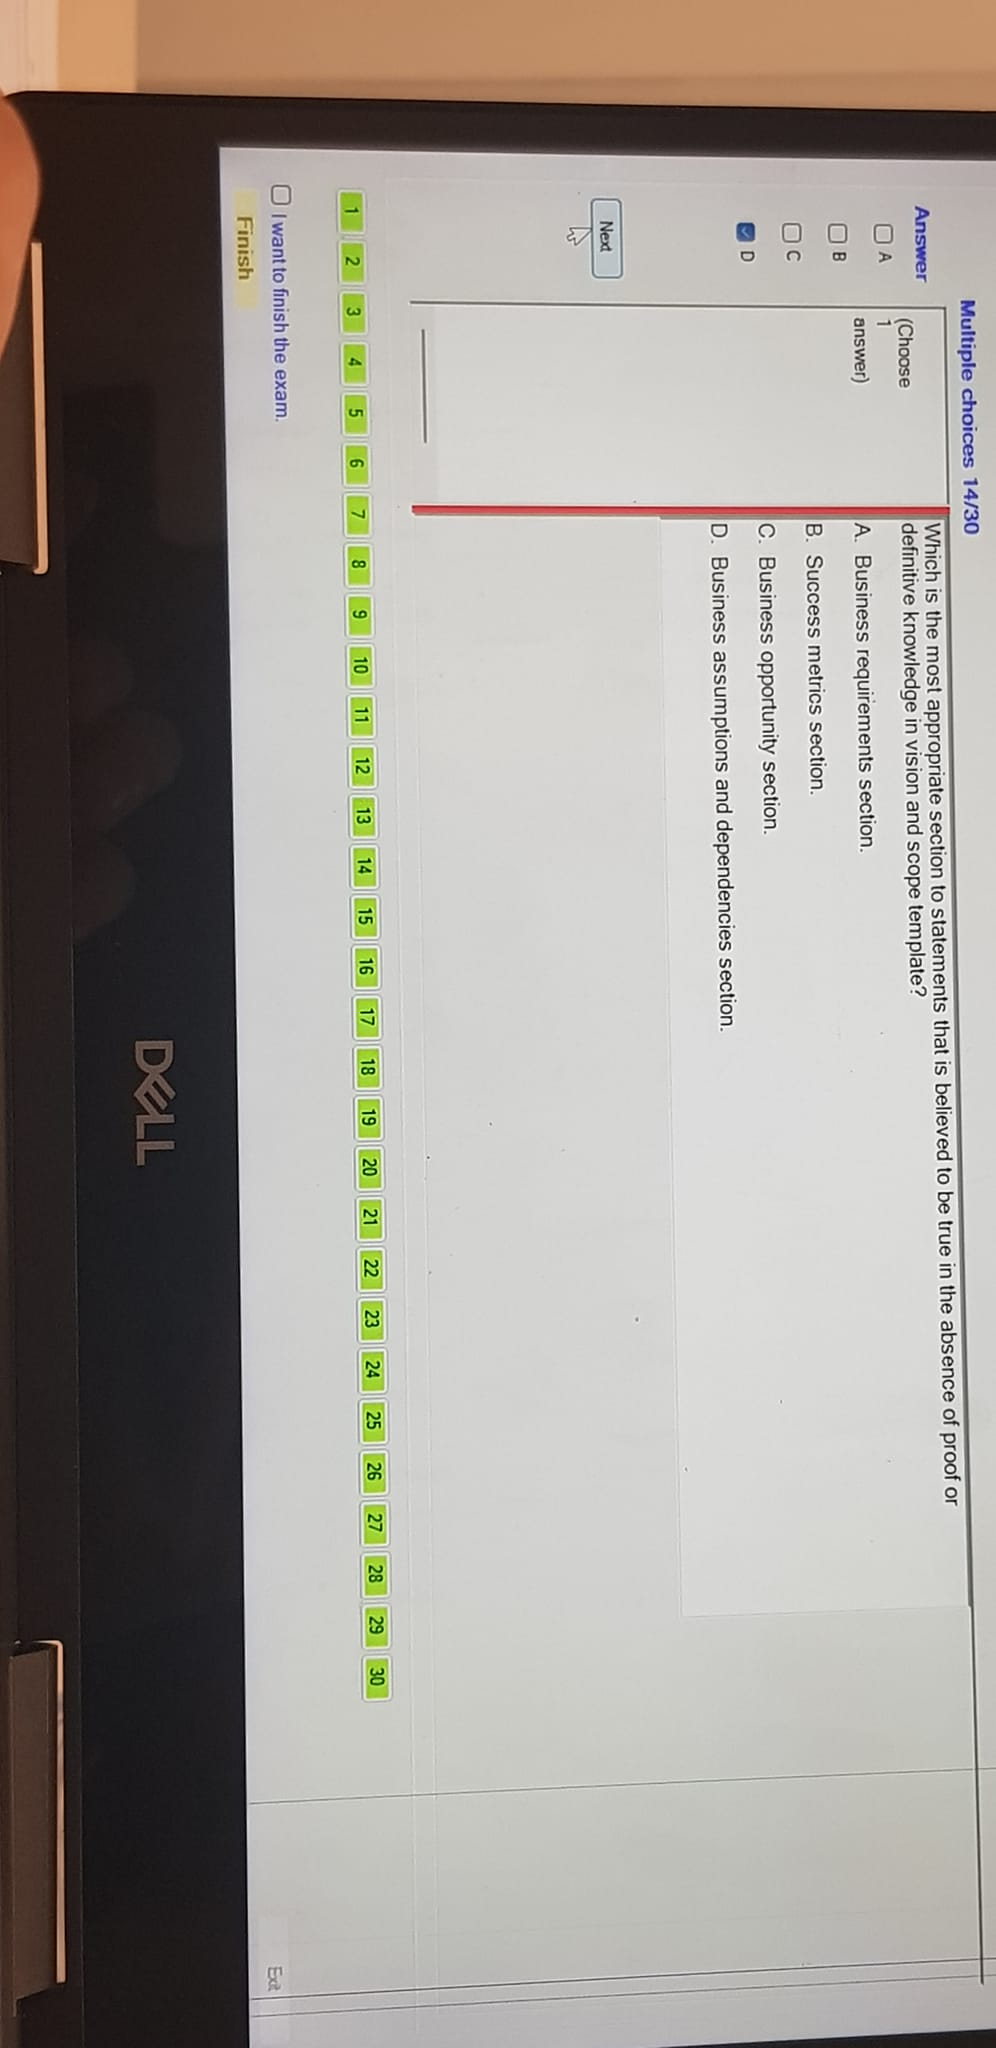 Multiple choices 14/30
Answer
A
B
C
D
(Choose
1
answer)
Which is the most appropriate section to statements that is believed to be true in the absence of proof or
definitive knowledge in vision and scope template?
A. Business requirements section.
B. Success metrics section.
C. Business opportunity section.
D. Business assumptions and dependencies section.
Next
1 2 3 4 5 6 7 8 9 10 11 12 13 14 15 16 17 18 19 20 21 22 23 24 25 26 27 28 29 30
I want to finish the exam.
Finish
Exit
DELL